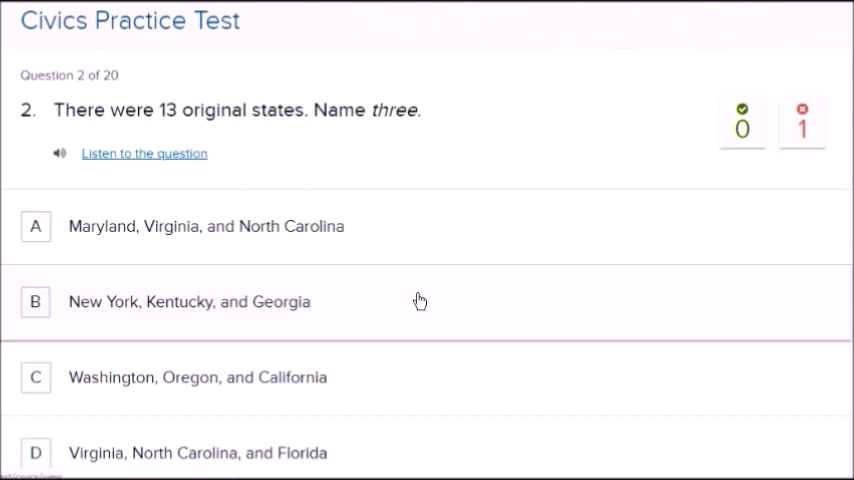 Civics Practice Test
Question 2 of 20
2. There were 13 original states. Name three.
0 1
Listen to the question
A Maryland, Virginia, and North Carolina
B New York, Kentucky, and Georgia
C Washington, Oregon, and California
D Virginia, North Carolina, and Florida